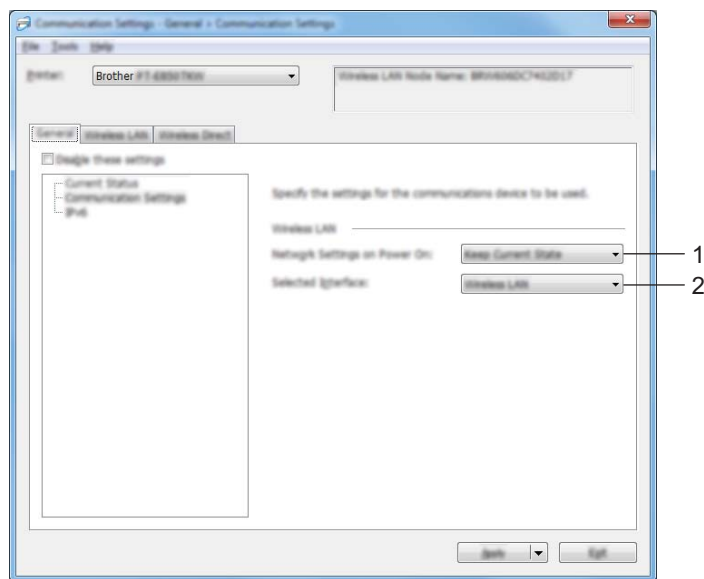 Communication Settings - General > Communication Settings
File Tools Help
Printer:
Brother PT-E850TKW
Wireless LAN Node Name:
General
Wireless LAN
Wireless Direct
Disable these settings
Current Status
Communication Settings
IPv6
Specify the settings for the communications device to be used.
Wireless LAN
Network Settings on Power On:
Keep Current State
1
Selected Interface:
Wireless LAN
2
Apply
Exit